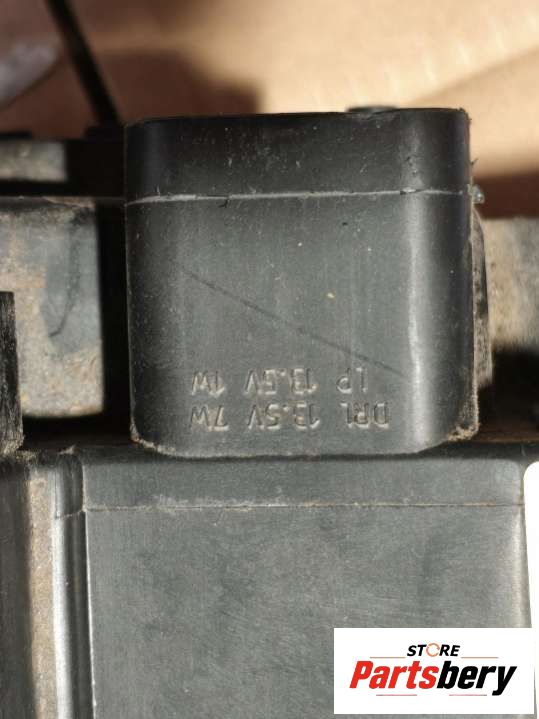 DRL 13.5V 7W
LP 13.5V 1W
STORE
Partsbery